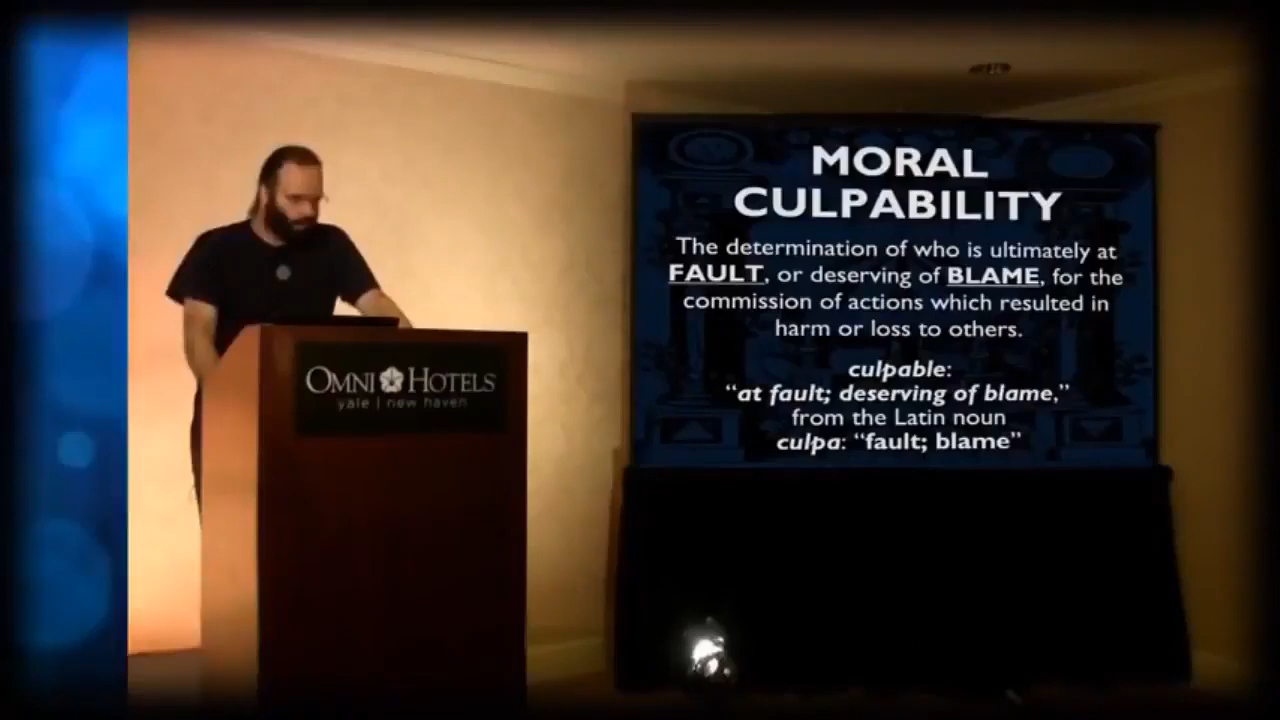 MORAL
CULPABILITY
The determination of who is ultimately at
FAULT, or deserving of BLAME, for the
commission of actions which resulted in
harm or loss to others.
culpable:
“at fault; deserving of blame,”
from the Latin noun
culpa: “fault; blame”
OMNI HOTELS
yale | new haven